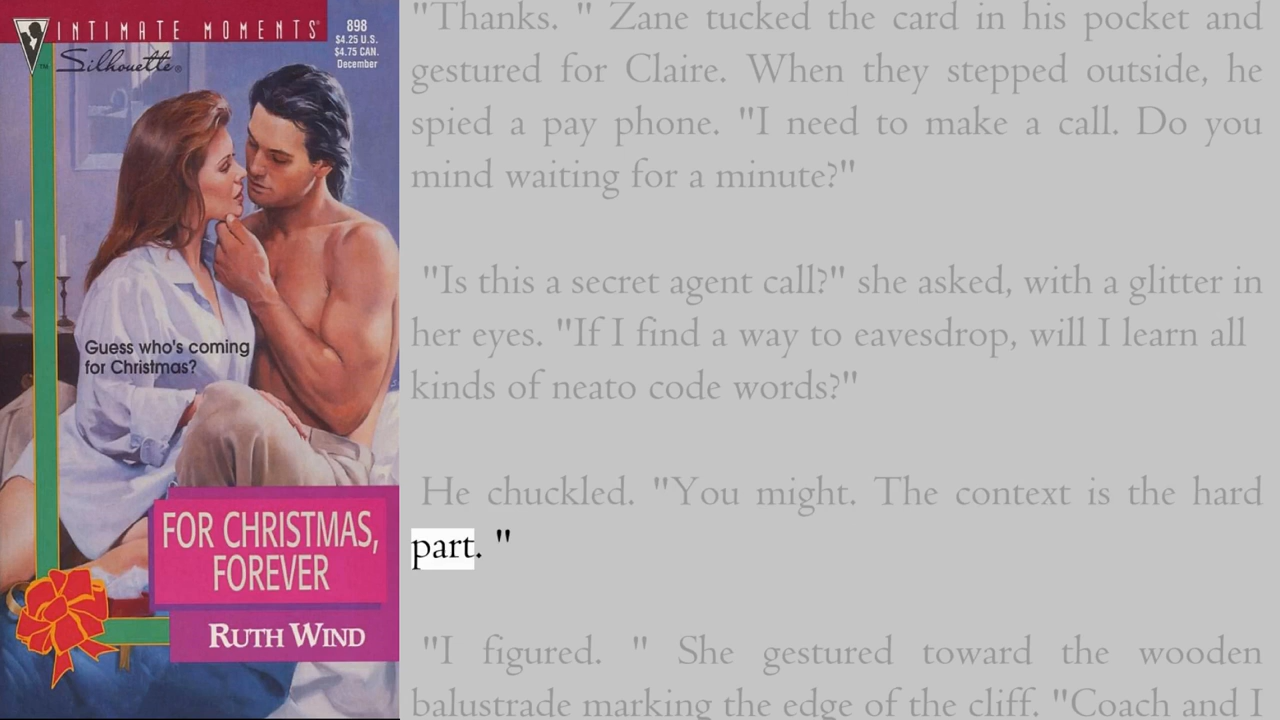 INTIMATE MOMENTS®
898
$4.25 U.S.
$4.75 CAN.
December
TM
Silhouette®
Guess who's coming
for Christmas?
FOR CHRISTMAS,
FOREVER
RUTH WIND
"Thanks. " Zane tucked the card in his pocket and
gestured for Claire. When they stepped outside, he
spied a pay phone. "I need to make a call. Do you
mind waiting for a minute?"
"Is this a secret agent call?" she asked, with a glitter in
her eyes. "If I find a way to eavesdrop, will I learn all
kinds of neato code words?"
He chuckled. "You might. The context is the hard
part. "
"I figured. " She gestured toward the wooden
balustrade marking the edge of the cliff. "Coach and I